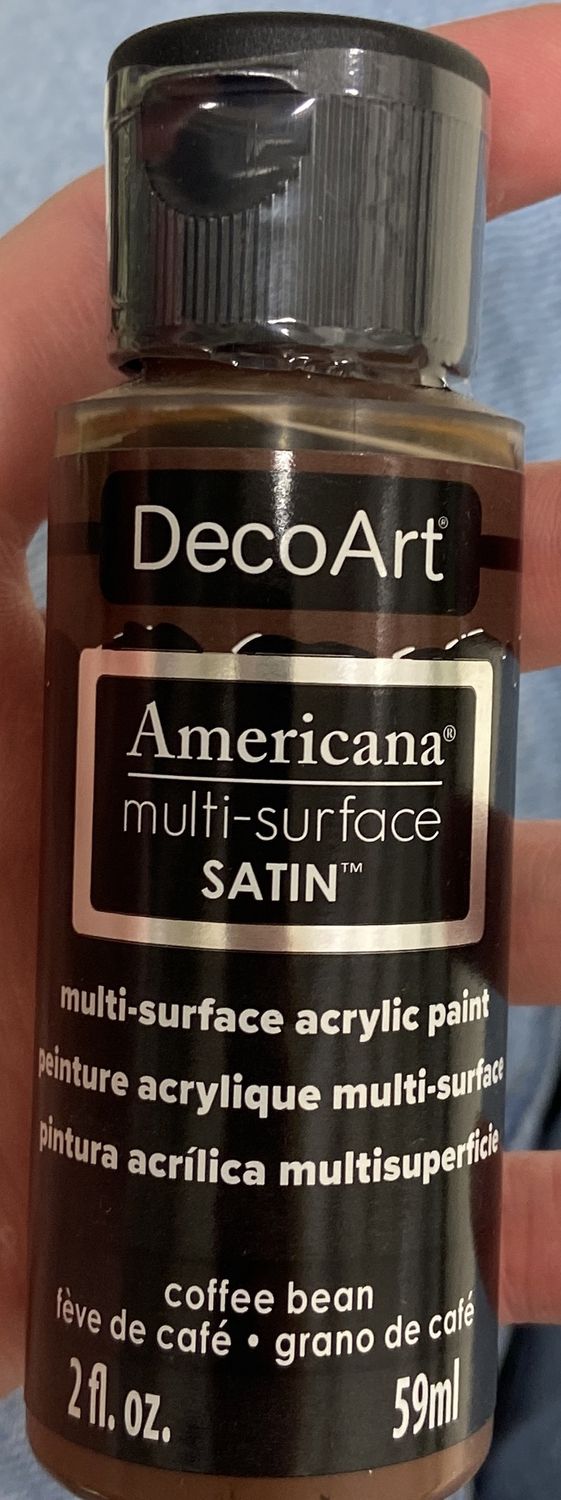 DecoArt®
Americana®
multi-surface
SATIN™
multi-surface acrylic paint
peinture acrylique multi-surface
pintura acrílica multisuperficie
coffee bean
fève de café • grano de café
2 fl. oz. 59ml